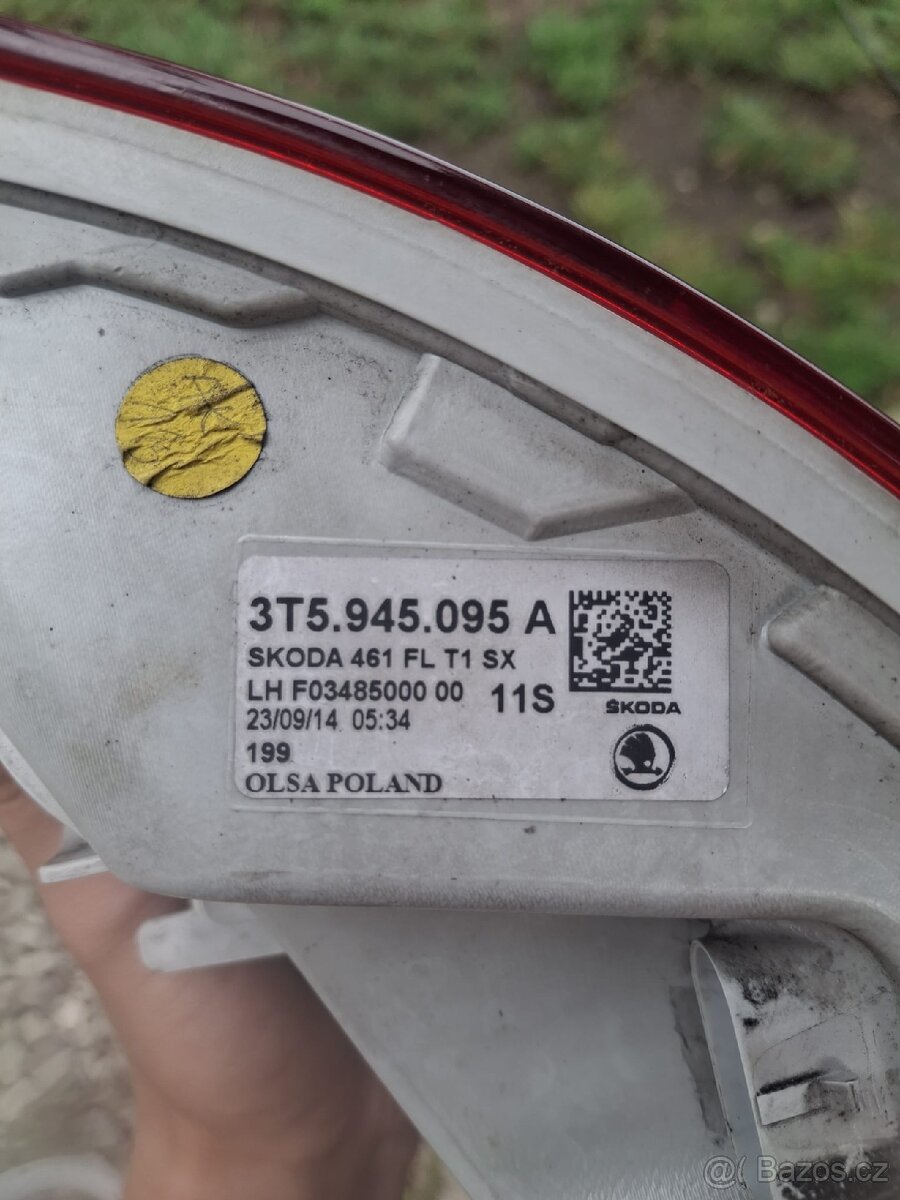 3T5.945.095 A
SKODA 461 FL T1 SX
LH F03485000 00 11S
ŠKODA
23/09/14 05:34
199
OLSA POLAND
Bazos.cz